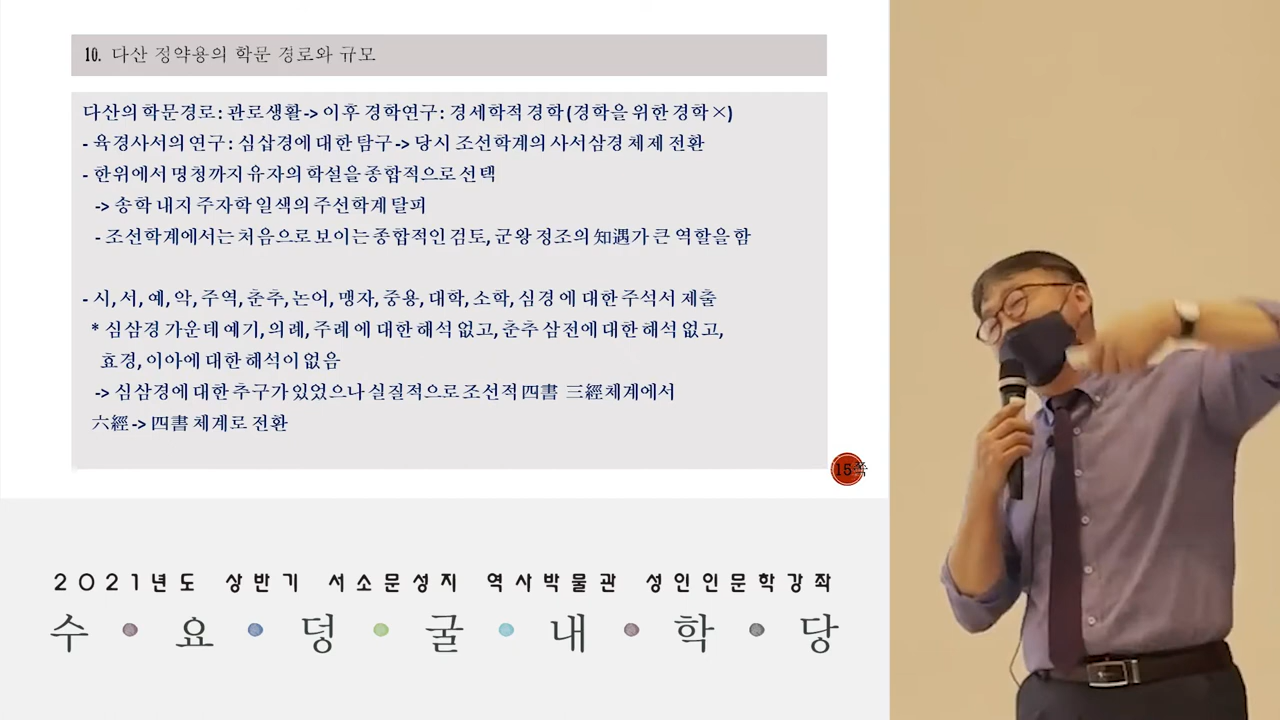 10. 다산 정약용의 학문 경로와 규모
다산의 학문경로 : 관로생활-> 이후 경학연구 : 경세학적 경학 (경학을 위한 경학×)
- 육경사서의 연구 : 심삽경에 대한 탐구-> 당시 조선학계의 사서삼경 체제 전환
- 한위에서 명청까지 유자의 학설을 종합적으로 선택
-> 송학 내지 주자학 일색의 주선학계 탈피
- 조선학계에서는 처음으로 보이는 종합적인 검토, 군왕 정조의 知遇가 큰 역할을 함
- 시, 서, 예, 악, 주역, 춘추, 논어, 맹자, 중용, 대학, 소학, 심경 에 대한 주석서 제출
* 심삼경 가운데 예기, 의례, 주례에 대한 해석 없고, 춘추 삼전에 대한 해석 없고,
효경, 이아에 대한 해석이 없음
-> 심삼경에 대한 추구가 있었으나 실질적으로 조선적 四書 三經체계에서
六經-> 四書 체계로 전환
15쪽
2021년도 상반기 서소문성지 역사박물관 성인인문학강좌
수•요•덩•굴•내•학•당